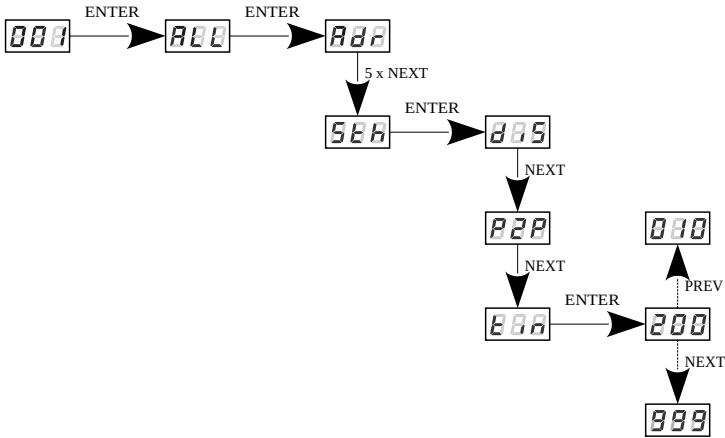 ENTER ENTER
001 ALL Adr
5 x NEXT
ENTER
Sth diS
NEXT
P2P 010
NEXT
PREV
ENTER
tin 200
NEXT
999